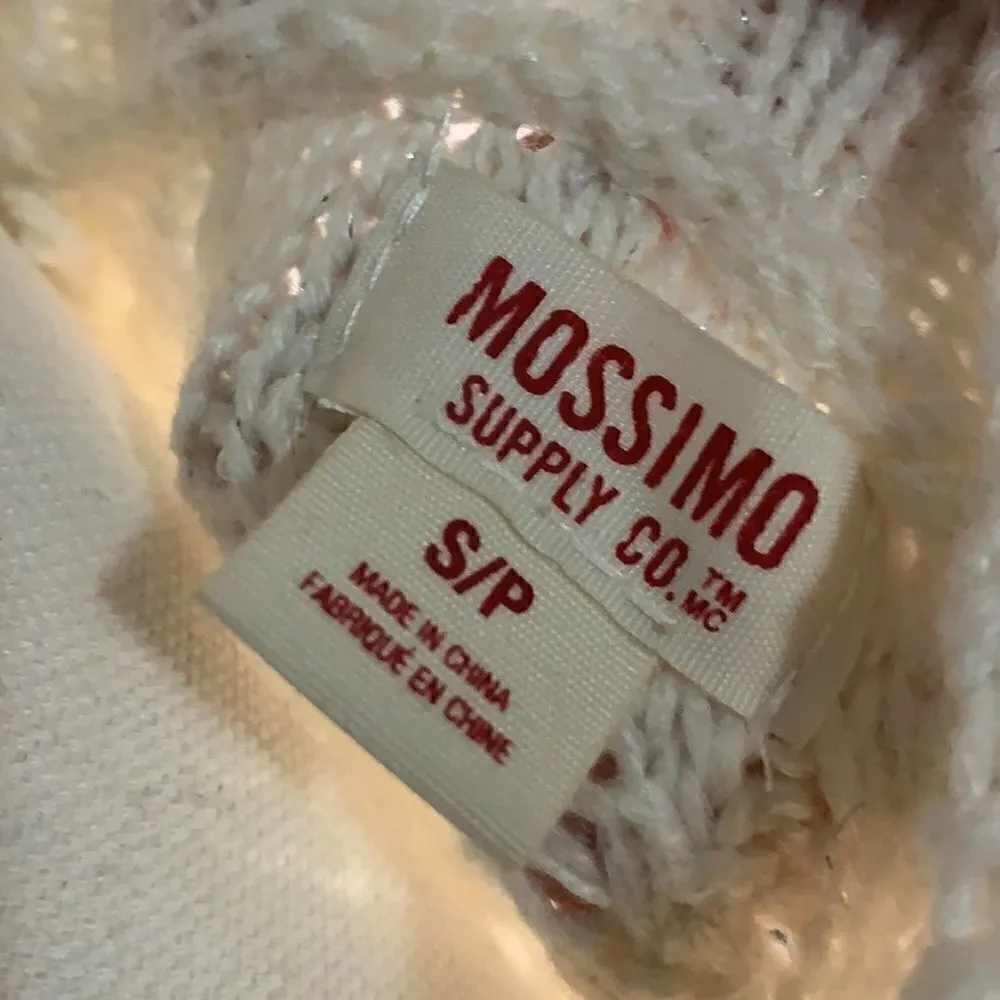 MOSSIMO
SUPPLY CO.™ MC
S/P
MADE IN CHINA
FABRIQUÉ EN CHINE